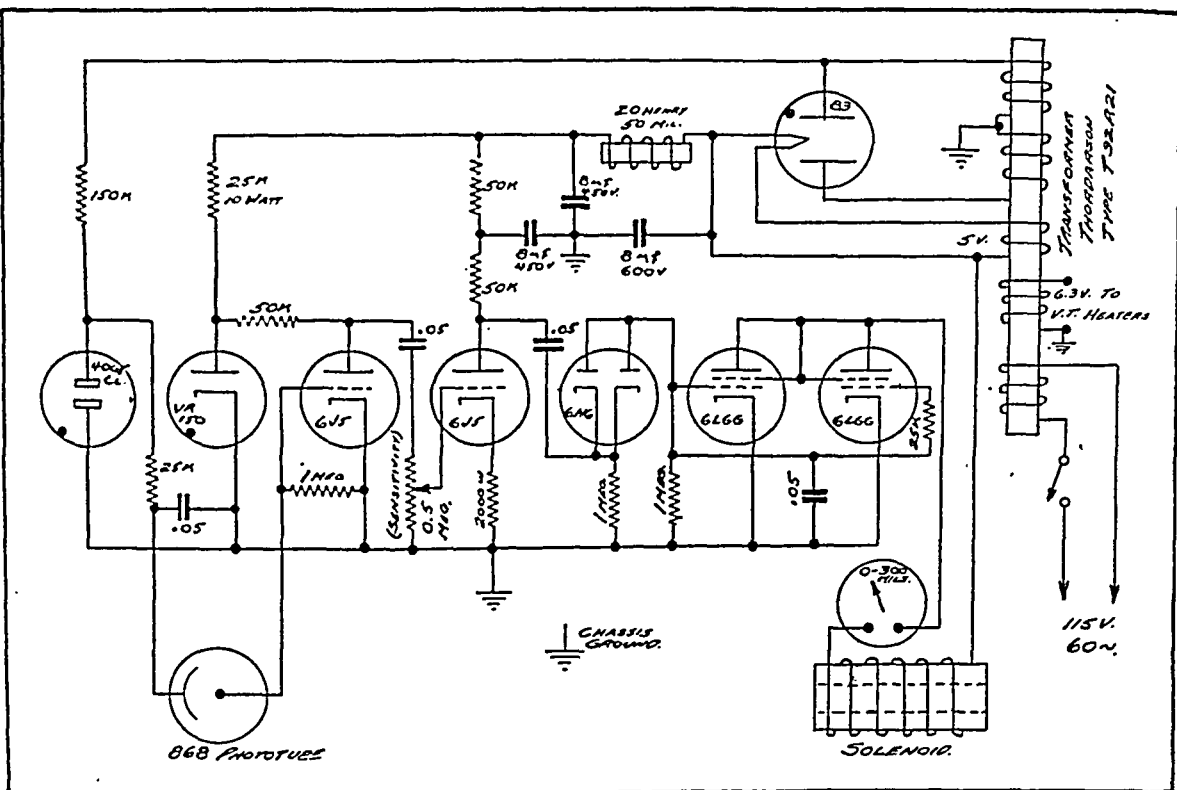 83
20 HENRY
50 MIL.
TRANSFORMER
THORDARSON
TYPE T92R21
150K
25K
10 WATT
50K
8 mf
450V.
8 mf
450V
8 mf
600V
5V.
50K
6.3V. TO
V.T. HEATERS
50K
.05
.05
VR
150
6J5
6J5
6H6
6L6G
6L6G
25K
25K
.05
1 MEG.
(SENSITIVITY)
0.5
MEG.
2000 ω
1 MEG.
1 MEG.
.05
0-300
MILS.
CHASSIS
GROUND.
115V.
60~.
868 PHOTOTUBE
SOLENOID.